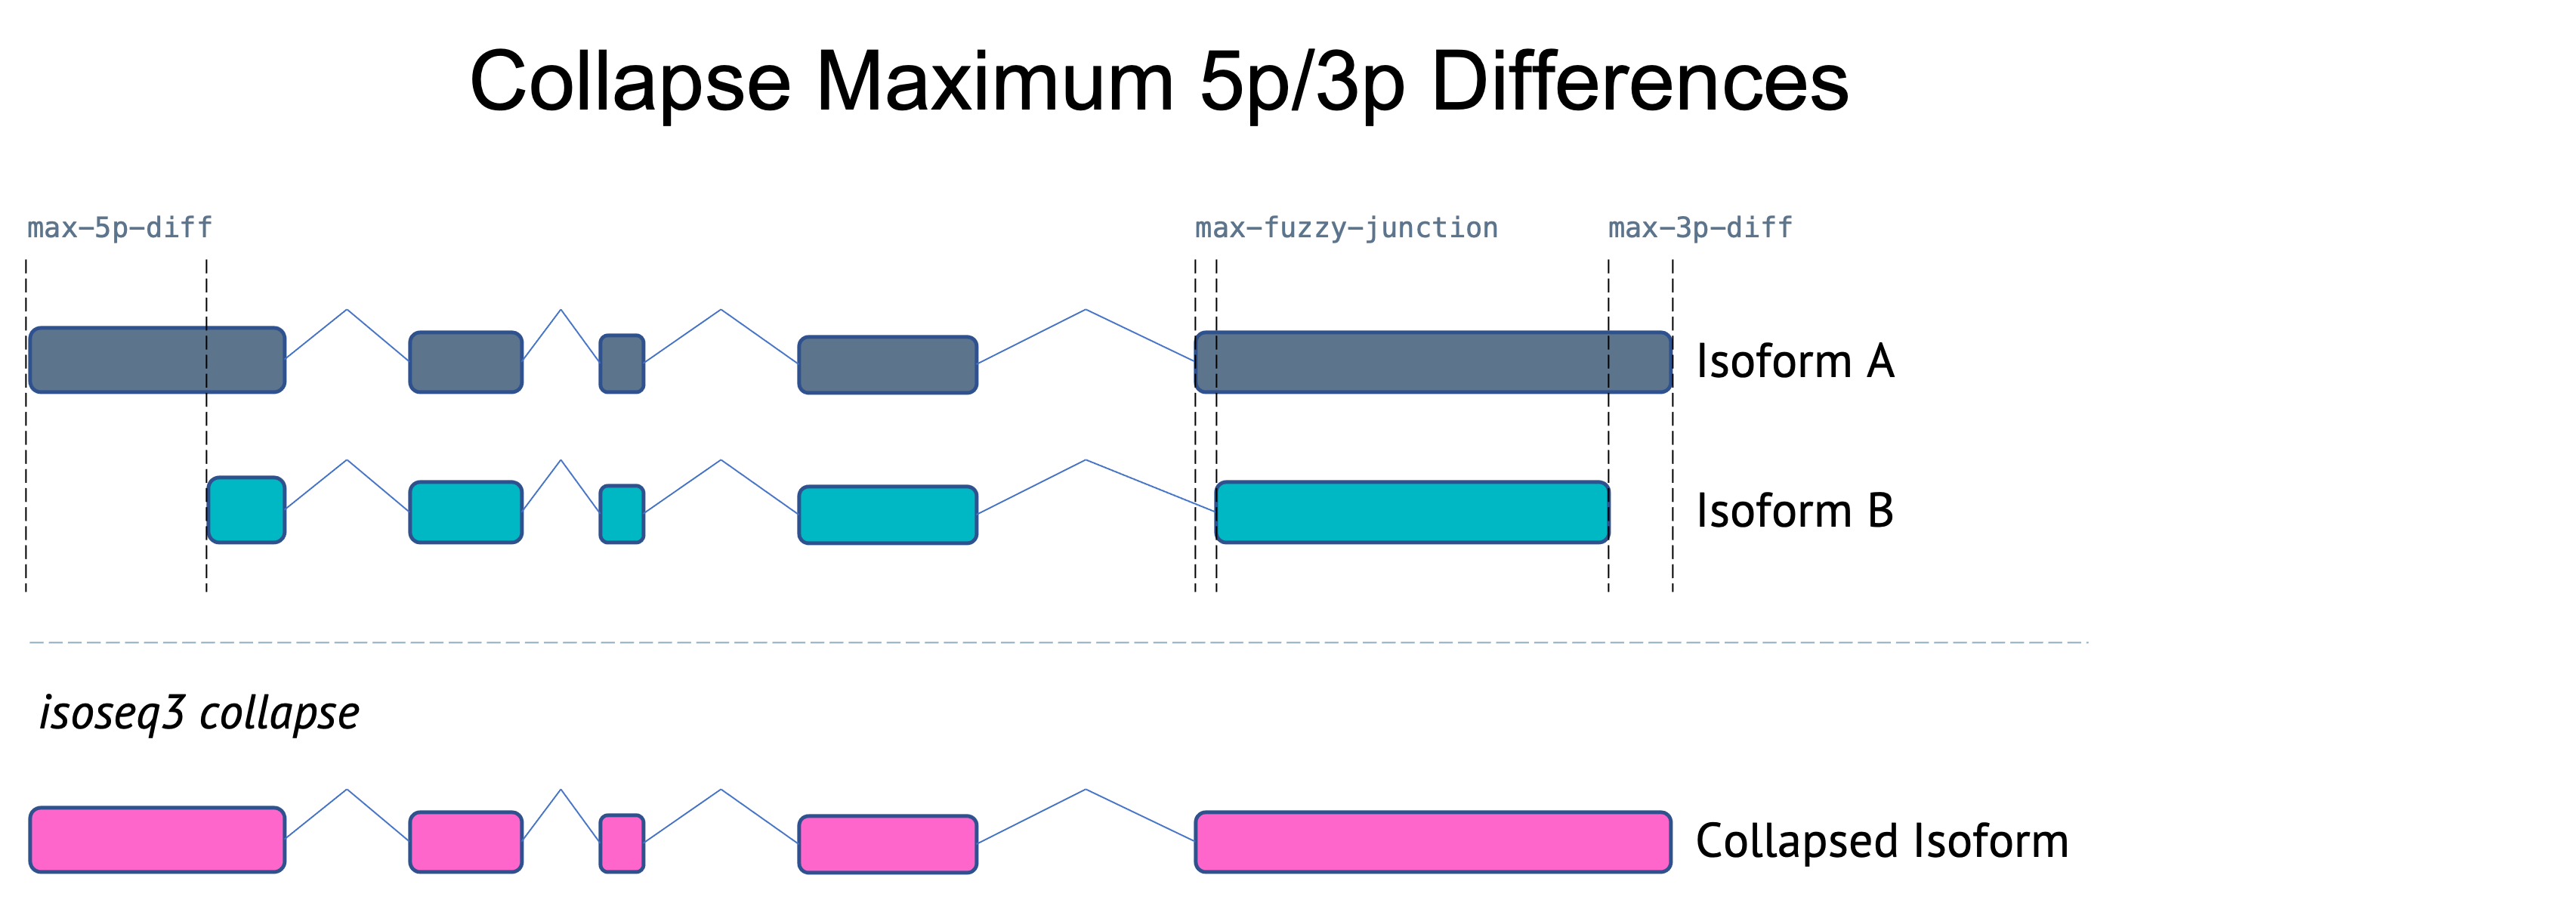 Collapse Maximum 5p/3p Differences
max-5p-diff
max-fuzzy-junction
max-3p-diff
Isoform A
Isoform B
isoseq3 collapse
Collapsed Isoform